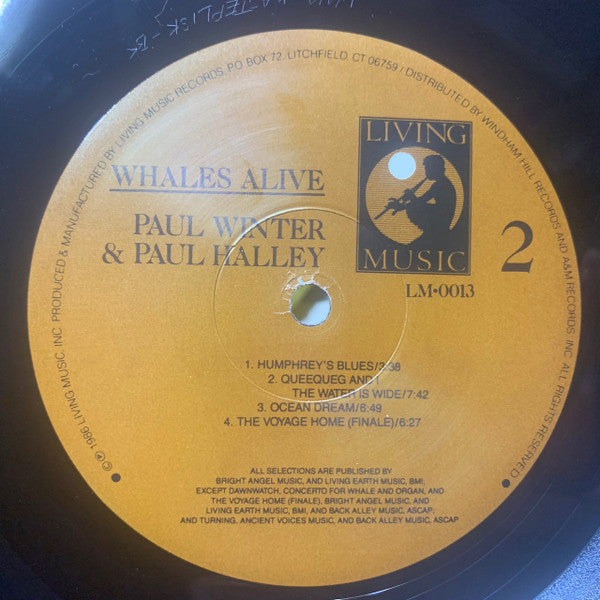 © ℗ 1986 LIVING MUSIC, INC. PRODUCED & MANUFACTURED BY LIVING MUSIC RECORDS, P.O. BOX 72, LITCHFIELD, CT 06759 / DISTRIBUTED BY WINDHAM HILL RECORDS AND A&M RECORDS INC. ALL RIGHTS RESERVED
WHALES ALIVE
PAUL WINTER
& PAUL HALLEY
LIVING
MUSIC
LM•0013
2
1. HUMPHREY'S BLUES/3:38
2. QUEEQUEG AND I
THE WATER IS WIDE/7:42
3. OCEAN DREAM/6:49
4. THE VOYAGE HOME (FINALE)/6:27
ALL SELECTIONS ARE PUBLISHED BY
BRIGHT ANGEL MUSIC, AND LIVING EARTH MUSIC, BMI;
EXCEPT DAWNWATCH, CONCERTO FOR WHALE AND ORGAN, AND
THE VOYAGE HOME (FINALE), BRIGHT ANGEL MUSIC, AND
LIVING EARTH MUSIC, BMI, AND BACK ALLEY MUSIC, ASCAP;
AND TURNING, ANCIENT VOICES MUSIC, AND BACK ALLEY MUSIC, ASCAP